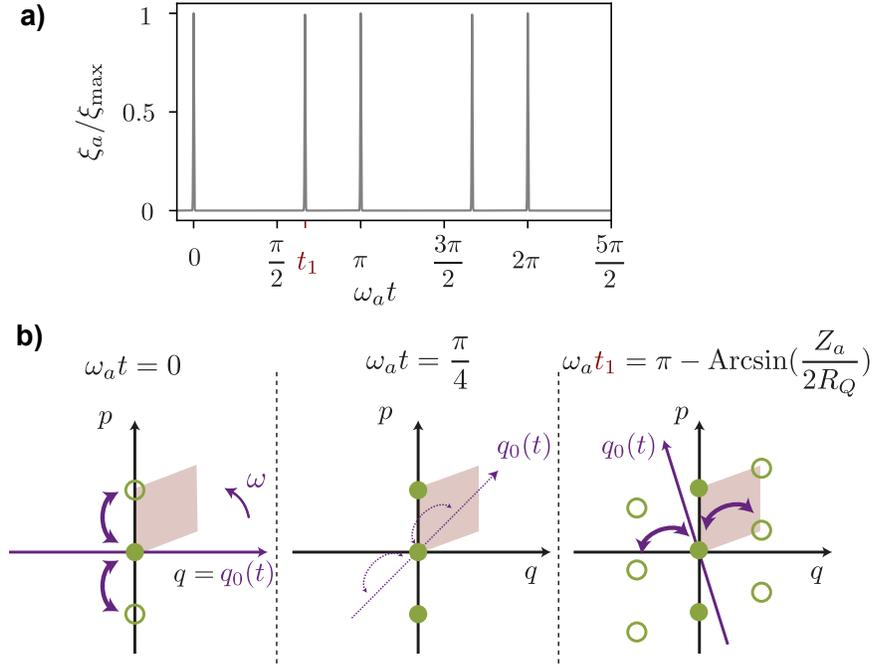 a)
1
0.5
0
ξ_a/ξ_max
0 π/2 t_1 π 3π/2 2π 5π/2
ω_a t
b)
ω_a t = 0
ω_a t = π/4
ω_a t_1 = π − Arcsin(Z_a/2R_Q)
p
ω
q = q_0(t)
p
q_0(t)
q
p
q_0(t)
q